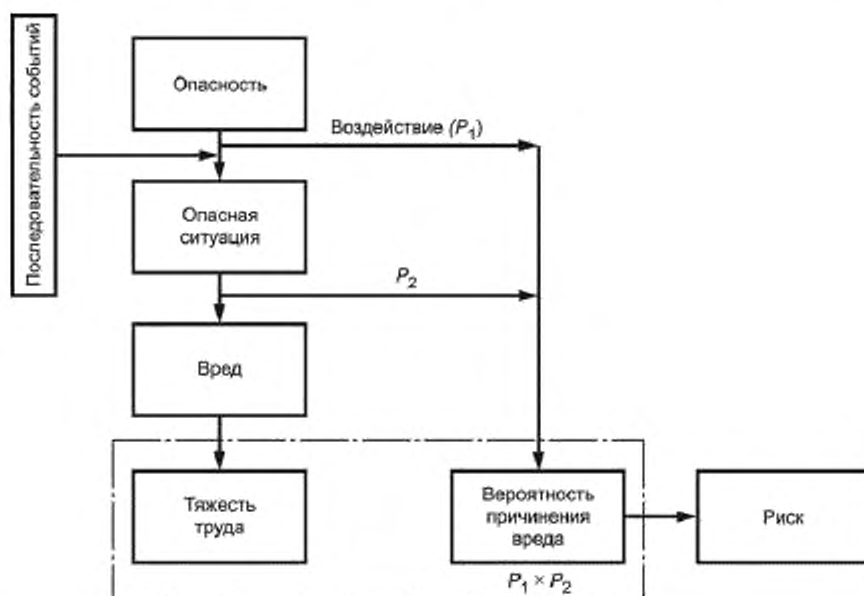 Последовательность событий
Опасность
Воздействие (P1)
Опасная
ситуация
P2
Вред
Тяжесть
труда
Вероятность
причинения
вреда
Риск
P1 × P2